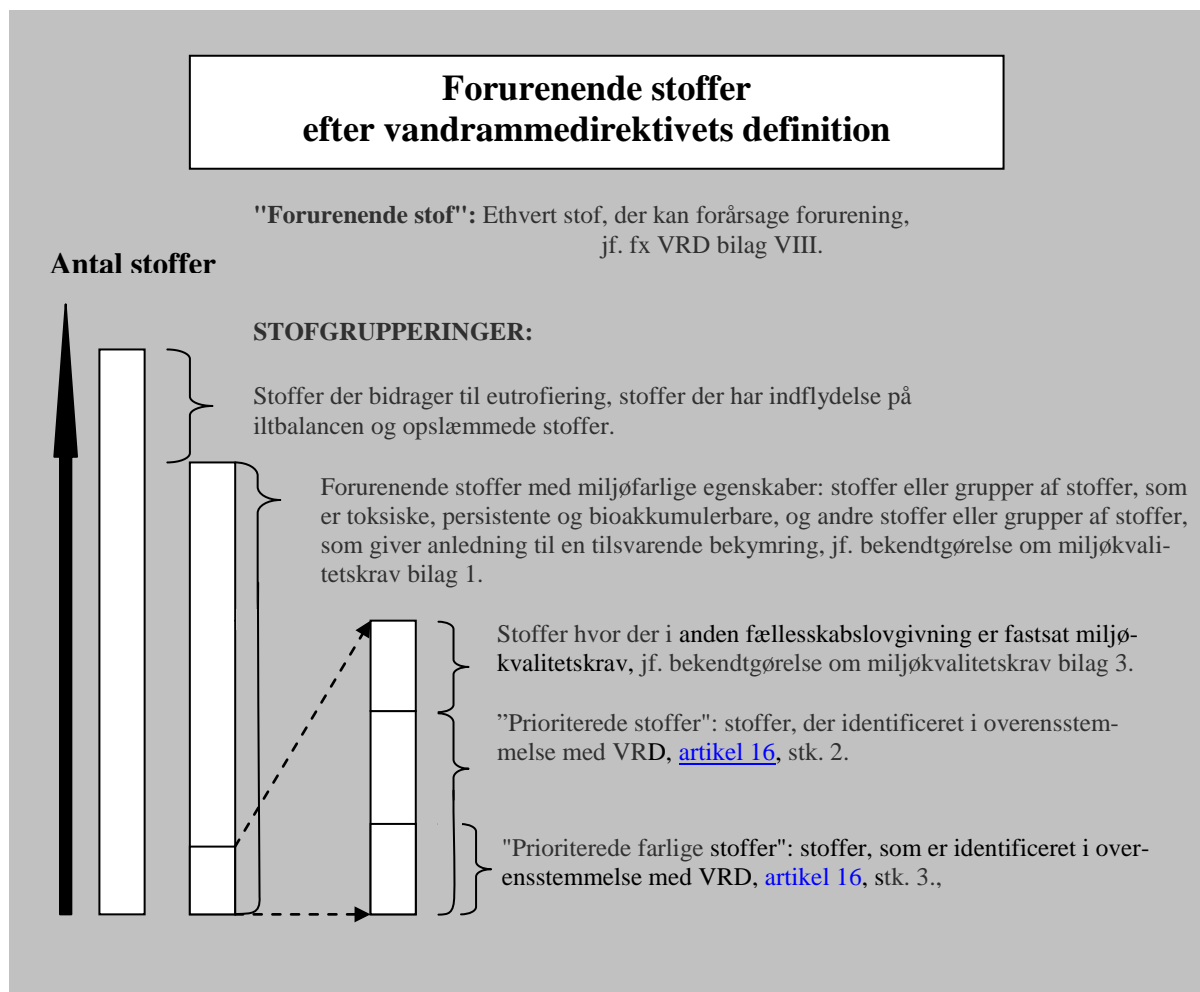 Forurenende stoffer
efter vandrammedirektivets definition
"Forurenende stof": Ethvert stof, der kan forårsage forurening,
jf. fx VRD bilag VIII.
Antal stoffer
STOFGRUPPERINGER:
Stoffer der bidrager til eutrofiering, stoffer der har indflydelse på
iltbalancen og opslæmmede stoffer.
Forurenende stoffer med miljøfarlige egenskaber: stoffer eller grupper af stoffer, som
er toksiske, persistente og bioakkumulerbare, og andre stoffer eller grupper af stoffer,
som giver anledning til en tilsvarende bekymring, jf. bekendtgørelse om miljøkvali-
tetskrav bilag 1.
Stoffer hvor der i anden fællesskabslovgivning er fastsat miljø-
kvalitetskrav, jf. bekendtgørelse om miljøkvalitetskrav bilag 3.
”Prioriterede stoffer": stoffer, der identificeret i overensstem-
melse med VRD, artikel 16, stk. 2.
"Prioriterede farlige stoffer": stoffer, som er identificeret i over-
ensstemmelse med VRD, artikel 16, stk. 3.,